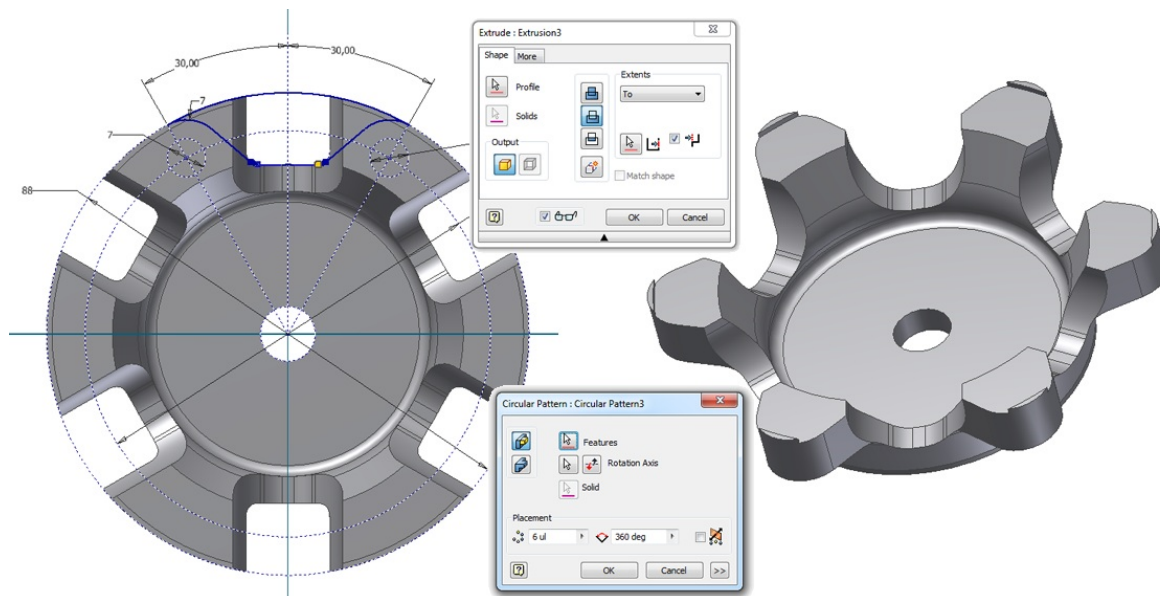 30,00
30,00
7
7
88
Extrude : Extrusion3
Shape
More
Profile
Solids
Output
Extents
To
Match shape
OK
Cancel
Circular Pattern : Circular Pattern3
Features
Rotation Axis
Solid
Placement
6 ul
360 deg
OK
Cancel
>>